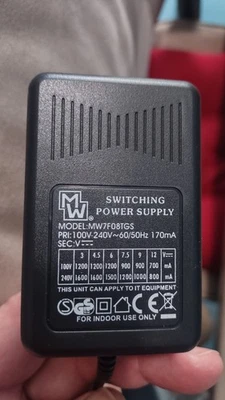 MW
SWITCHING
POWER SUPPLY
MODEL:MW7F08TGS
PRI:100V-240V~60/50Hz 170mA
SEC:V⎓
3 4.5 6 7.5 9 12 V⎓
100V 1200 1200 1200 900 900 700 mA
240V 1600 1600 1500 1200 1000 800 mA
THIS UNIT CAN APPLY TO IT EQUIPMENT
GS CE
FOR INDOOR USE ONLY